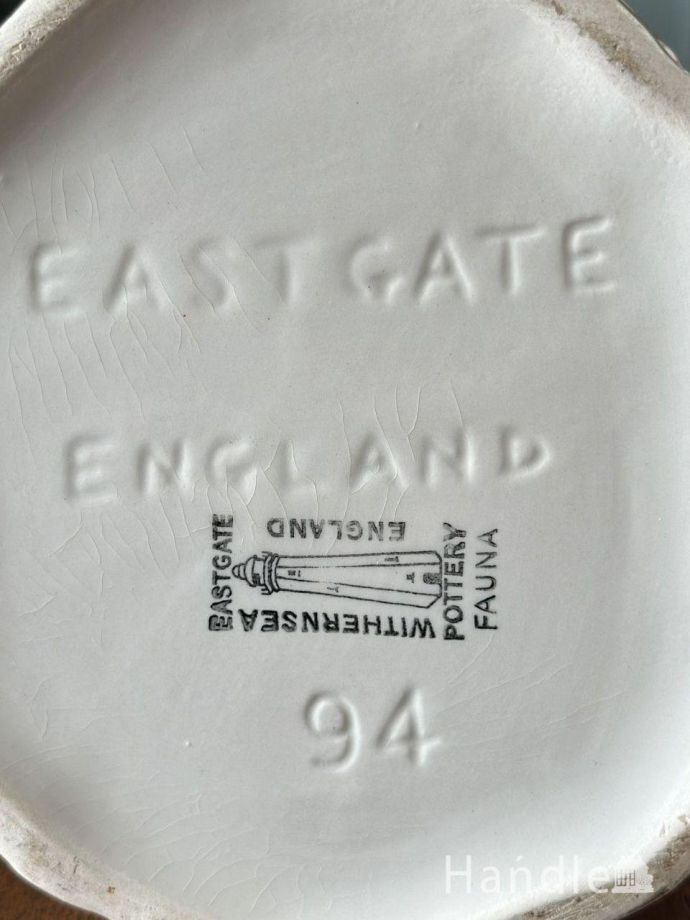 EASTGATE
ENGLAND
EASTGATE
ENGLAND
WITHERNSEA
POTTERY
FAUNA
94
Handle